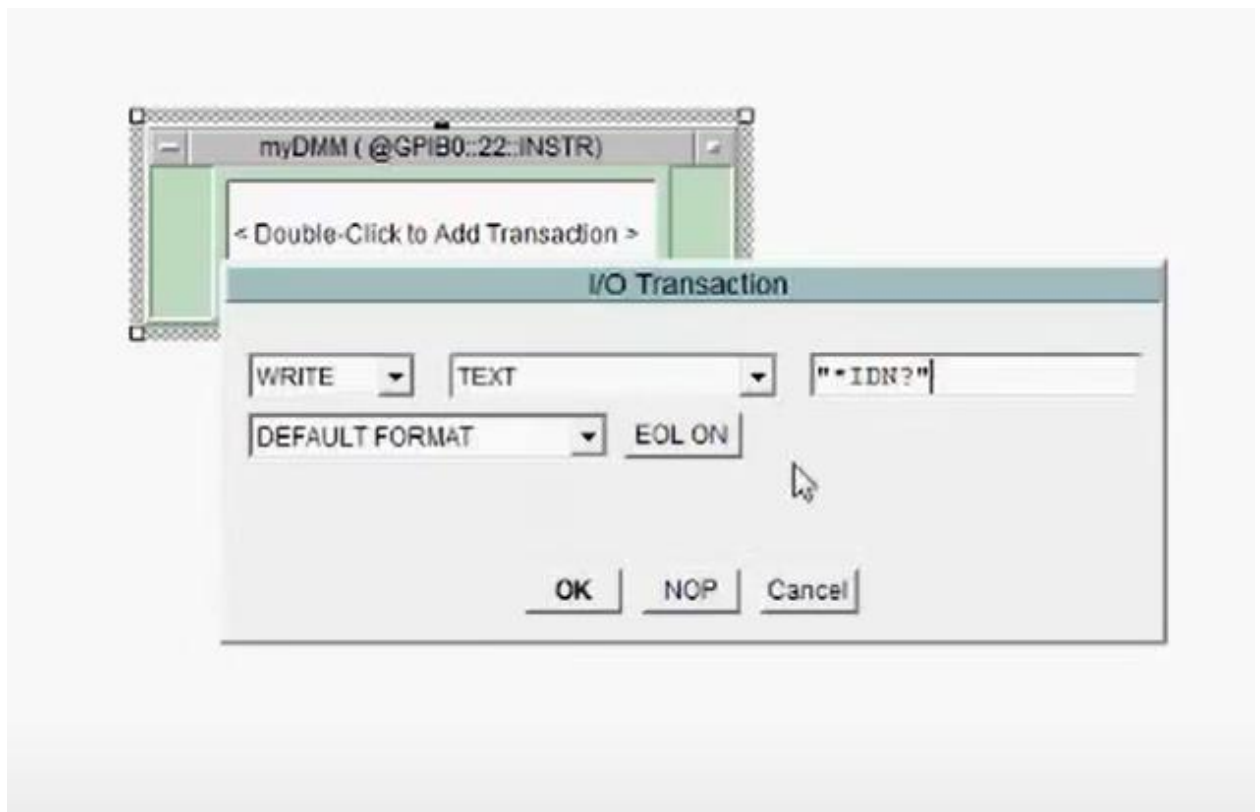 myDMM ( @GPIB0::22::INSTR)
< Double-Click to Add Transaction >
I/O Transaction
WRITE TEXT "*IDN?"
DEFAULT FORMAT EOL ON
OK NOP Cancel